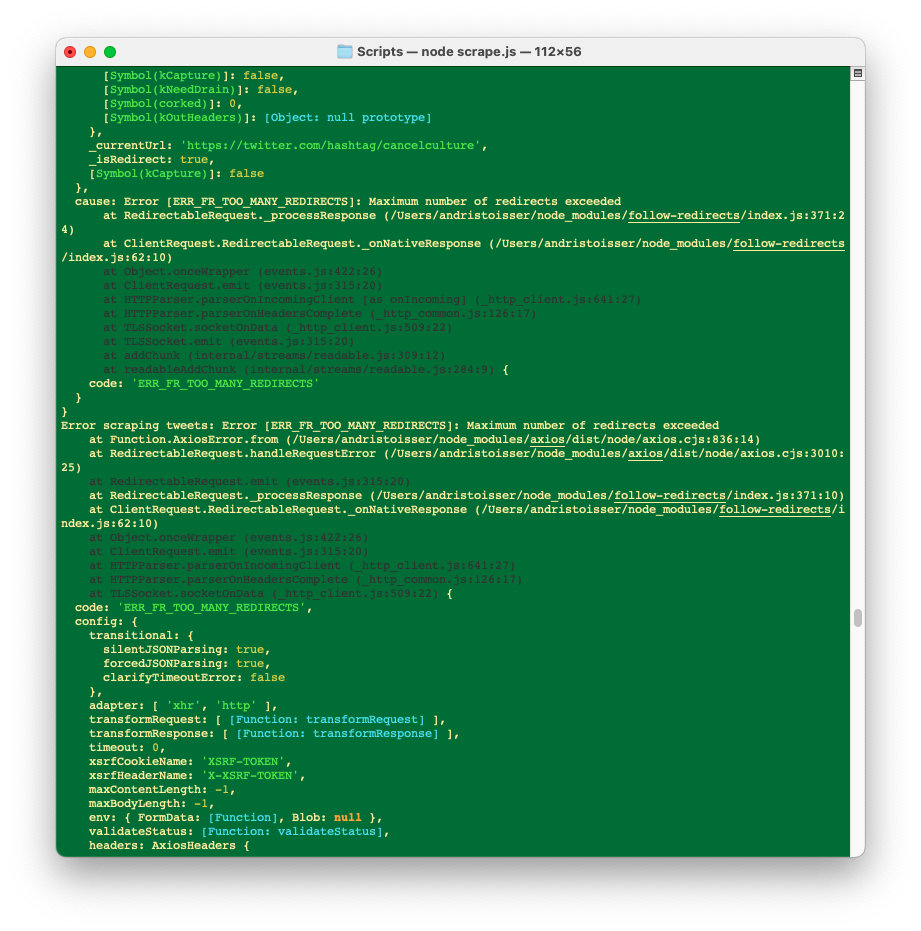 Scripts — node scrape.js — 112×56
[Symbol(kCapture)]: false,
[Symbol(kNeedDrain)]: false,
[Symbol(corked)]: 0,
[Symbol(kOutHeaders)]: [Object: null prototype]
},
_currentUrl: 'https://twitter.com/hashtag/cancelculture',
_isRedirect: true,
[Symbol(kCapture)]: false
},
cause: Error [ERR_FR_TOO_MANY_REDIRECTS]: Maximum number of redirects exceeded
at RedirectableRequest._processResponse (/Users/andristoisser/node_modules/follow-redirects/index.js:371:2
4)
at ClientRequest.RedirectableRequest._onNativeResponse (/Users/andristoisser/node_modules/follow-redirects
/index.js:62:10)
at Object.onceWrapper (events.js:422:26)
at ClientRequest.emit (events.js:315:20)
at HTTPParser.parserOnIncomingClient [as onIncoming] (_http_client.js:641:27)
at HTTPParser.parserOnHeadersComplete (_http_common.js:126:17)
at TLSSocket.socketOnData (_http_client.js:509:22)
at TLSSocket.emit (events.js:315:20)
at addChunk (internal/streams/readable.js:309:12)
at readableAddChunk (internal/streams/readable.js:284:9) {
code: 'ERR_FR_TOO_MANY_REDIRECTS'
}
}
Error scraping tweets: Error [ERR_FR_TOO_MANY_REDIRECTS]: Maximum number of redirects exceeded
at Function.AxiosError.from (/Users/andristoisser/node_modules/axios/dist/node/axios.cjs:836:14)
at RedirectableRequest.handleRequestError (/Users/andristoisser/node_modules/axios/dist/node/axios.cjs:3010:
25)
at RedirectableRequest.emit (events.js:315:20)
at RedirectableRequest._processResponse (/Users/andristoisser/node_modules/follow-redirects/index.js:371:10)
at ClientRequest.RedirectableRequest._onNativeResponse (/Users/andristoisser/node_modules/follow-redirects/i
ndex.js:62:10)
at Object.onceWrapper (events.js:422:26)
at ClientRequest.emit (events.js:315:20)
at HTTPParser.parserOnIncomingClient (_http_client.js:641:27)
at HTTPParser.parserOnHeadersComplete (_http_common.js:126:17)
at TLSSocket.socketOnData (_http_client.js:509:22) {
code: 'ERR_FR_TOO_MANY_REDIRECTS',
config: {
transitional: {
silentJSONParsing: true,
forcedJSONParsing: true,
clarifyTimeoutError: false
},
adapter: [ 'xhr', 'http' ],
transformRequest: [ [Function: transformRequest] ],
transformResponse: [ [Function: transformResponse] ],
timeout: 0,
xsrfCookieName: 'XSRF-TOKEN',
xsrfHeaderName: 'X-XSRF-TOKEN',
maxContentLength: -1,
maxBodyLength: -1,
env: { FormData: [Function], Blob: null },
validateStatus: [Function: validateStatus],
headers: AxiosHeaders {